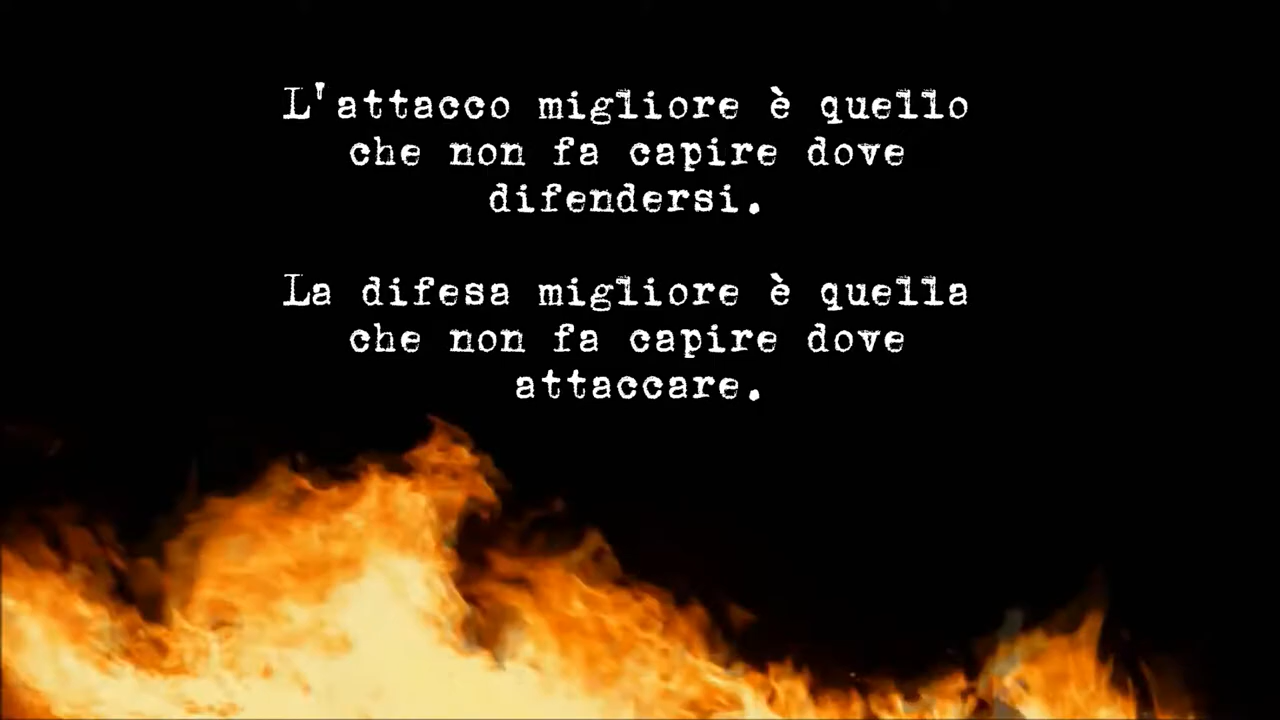 L'attacco migliore è quello
che non fa capire dove
difendersi.
La difesa migliore è quella
che non fa capire dove
attaccare.